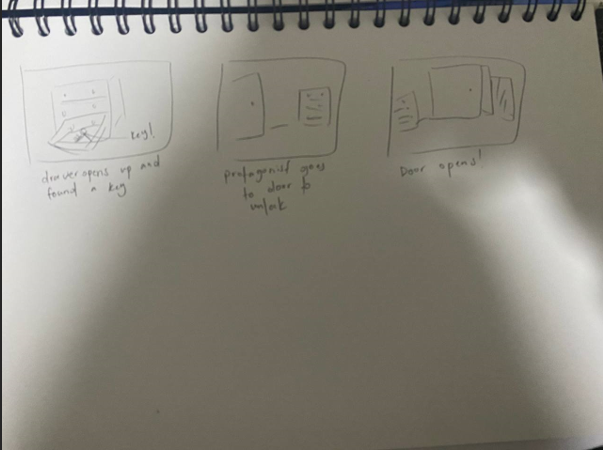 key!
drawer opens up and
found a key
protagonist goes
to door to
unlock
Door opens!